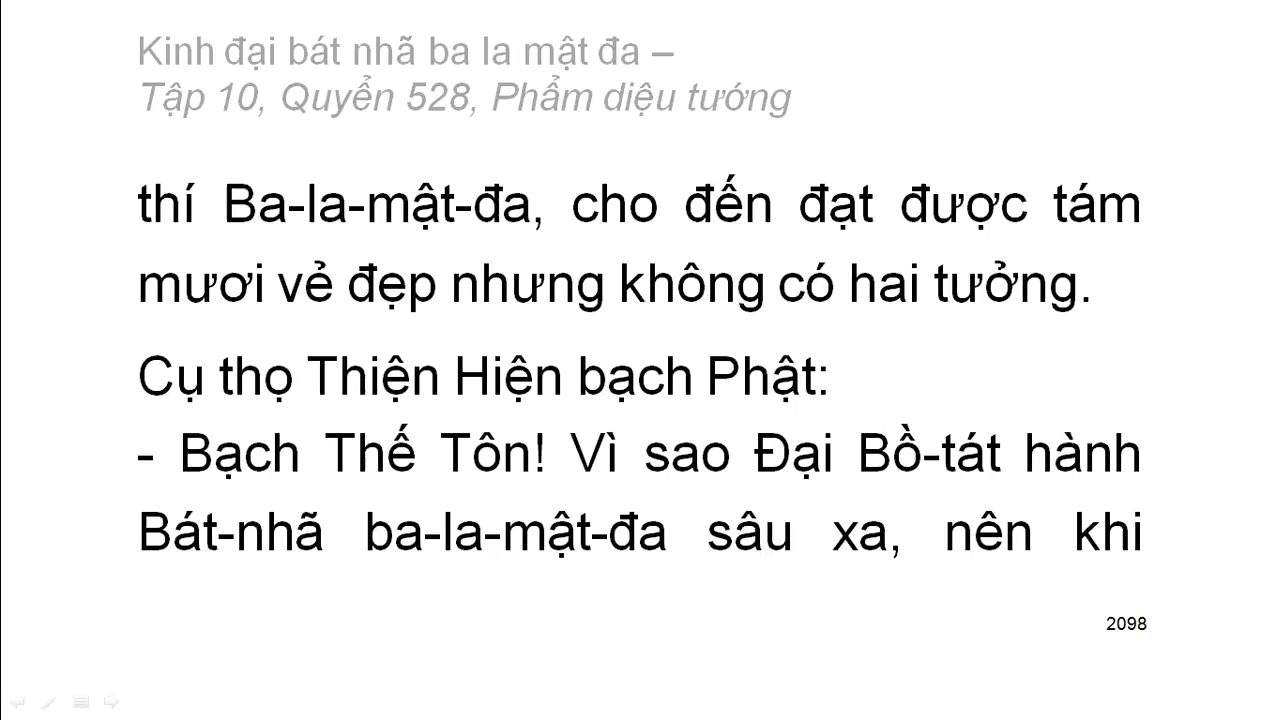 Kinh đại bát nhã ba la mật đa –
Tập 10, Quyển 528, Phẩm diệu tướng
thí Ba-la-mật-đa, cho đến đạt được tám
mươi vẻ đẹp nhưng không có hai tưởng.
Cụ thọ Thiện Hiện bạch Phật:
- Bạch Thế Tôn! Vì sao Đại Bồ-tát hành
Bát-nhã ba-la-mật-đa sâu xa, nên khi
2098